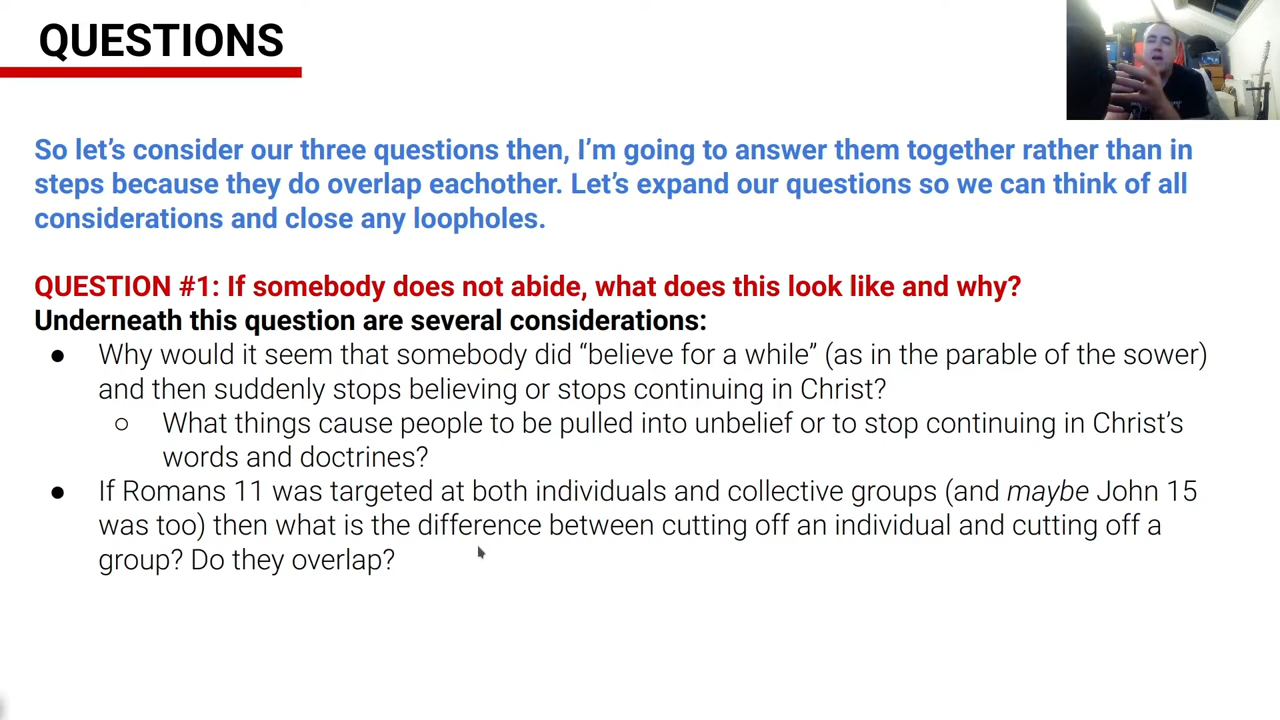 QUESTIONS
So let’s consider our three questions then, I’m going to answer them together rather than in
steps because they do overlap eachother. Let’s expand our questions so we can think of all
considerations and close any loopholes.
QUESTION #1: If somebody does not abide, what does this look like and why?
Underneath this question are several considerations:
● Why would it seem that somebody did “believe for a while” (as in the parable of the sower)
and then suddenly stops believing or stops continuing in Christ?
○ What things cause people to be pulled into unbelief or to stop continuing in Christ’s
words and doctrines?
● If Romans 11 was targeted at both individuals and collective groups (and maybe John 15
was too) then what is the difference between cutting off an individual and cutting off a
group? Do they overlap?